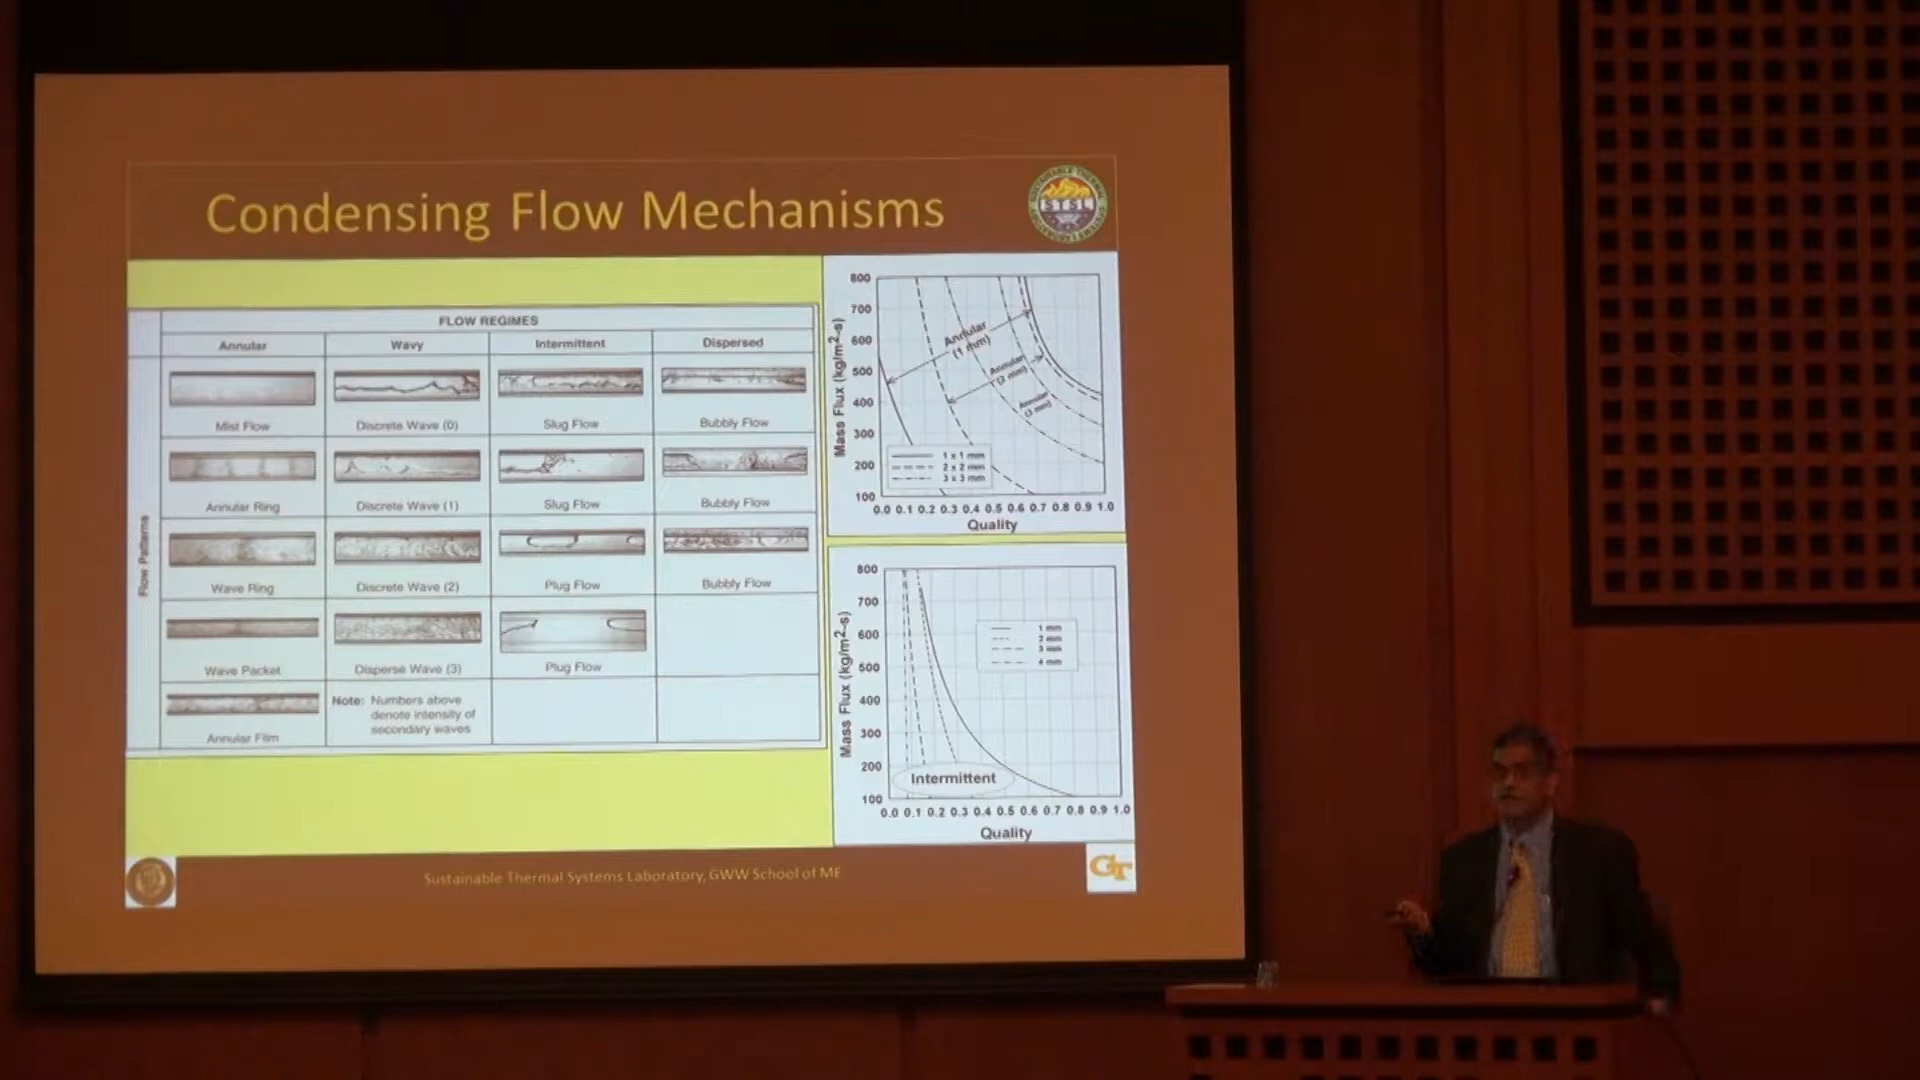 Condensing Flow Mechanisms
STSL
FLOW REGIMES
Annular Wavy Intermittent Dispersed
Flow Patterns
Mist Flow Discrete Wave (0) Slug Flow Bubbly Flow
Annular Ring Discrete Wave (1) Slug Flow Bubbly Flow
Wave Ring Discrete Wave (2) Plug Flow Bubbly Flow
Wave Packet Disperse Wave (3) Plug Flow
Annular Film
Note: Numbers above
denote intensity of
secondary waves
Mass Flux (kg/m2-s)
800
700
600
500
400
300
200
100
Annular
(1 mm)
Annular
(2 mm)
Annular
(3 mm)
1 x 1 mm
2 x 2 mm
3 x 3 mm
0.0 0.1 0.2 0.3 0.4 0.5 0.6 0.7 0.8 0.9 1.0
Quality
Mass Flux (kg/m2-s)
800
700
600
500
400
300
200
100
1 mm
2 mm
3 mm
4 mm
Intermittent
0.0 0.1 0.2 0.3 0.4 0.5 0.6 0.7 0.8 0.9 1.0
Quality
Sustainable Thermal Systems Laboratory, GWW School of ME
GT